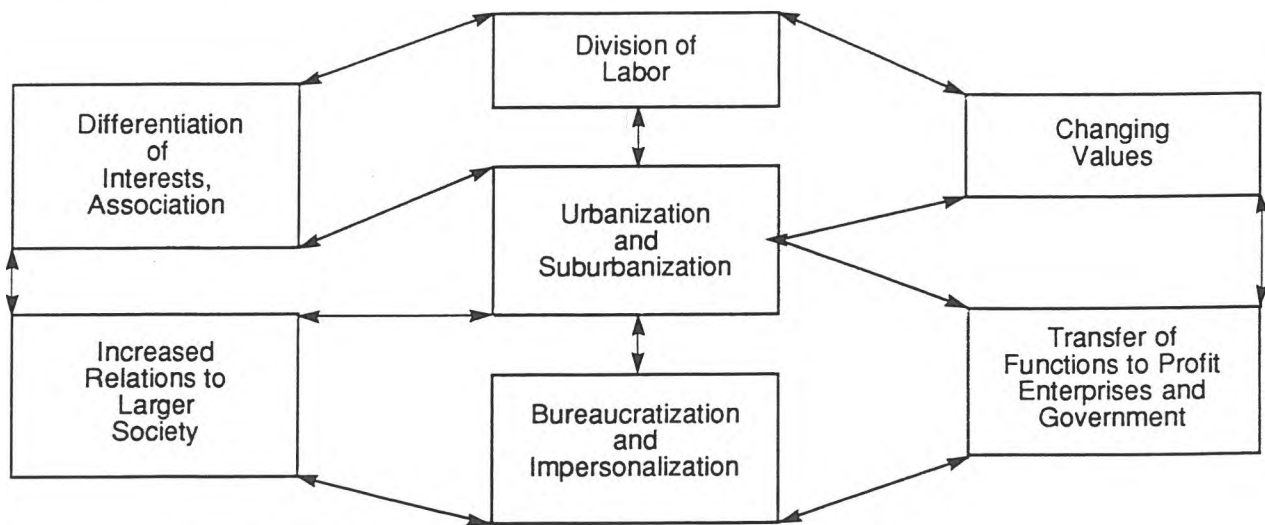 Division of
Labor
Differentiation
of
Interests,
Association
Changing
Values
Urbanization
and
Suburbanization
Increased
Relations to
Larger
Society
Transfer of
Functions to Profit
Enterprises and
Government
Bureaucratization
and
Impersonalization